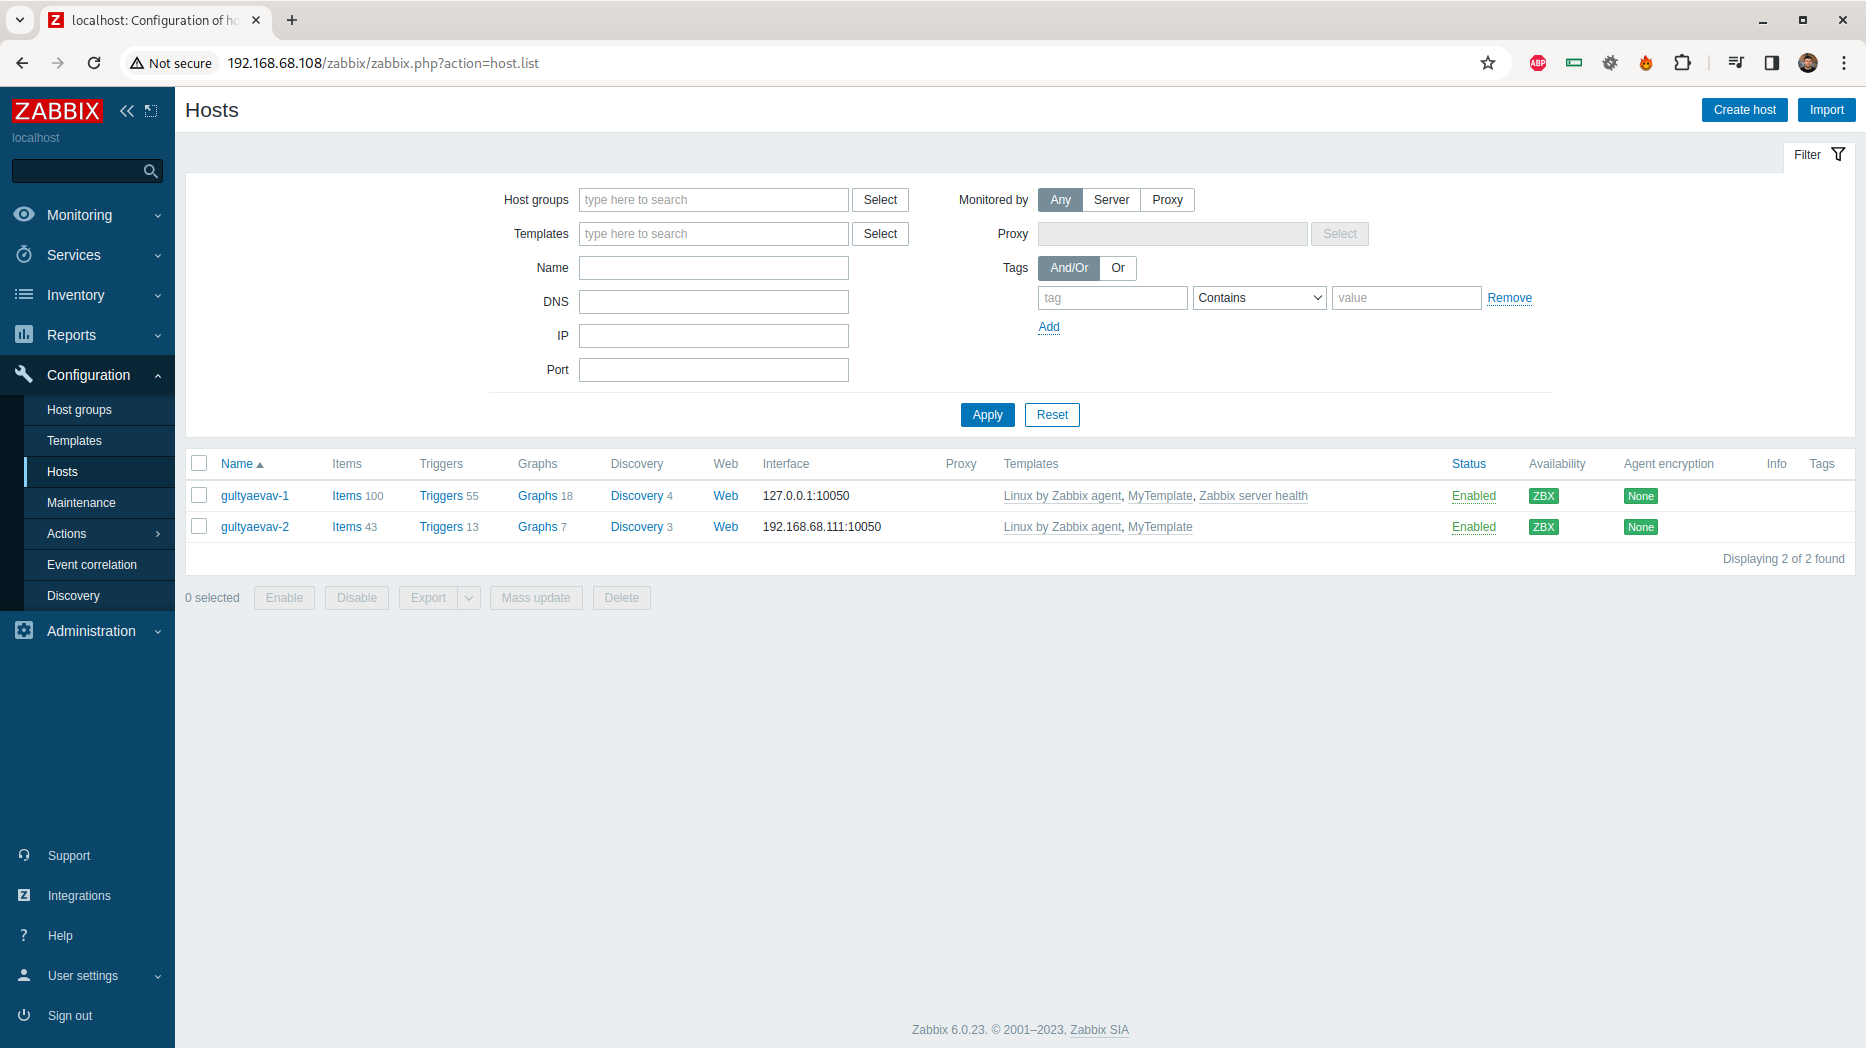 localhost: Configuration of ho
Not secure
192.168.68.108/zabbix/zabbix.php?action=host.list
ABP
ZABBIX
localhost
Monitoring
Services
Inventory
Reports
Configuration
Host groups
Templates
Hosts
Maintenance
Actions
Event correlation
Discovery
Administration
Support
Integrations
Help
User settings
Sign out
Hosts
Create host Import
Filter
Host groups type here to search Select
Templates type here to search Select
Name
DNS
IP
Port
Monitored by Any Server Proxy
Proxy Select
Tags And/Or Or
tag Contains value Remove
Add
Apply Reset
Name Items Triggers Graphs Discovery Web Interface Proxy Templates Status Availability Agent encryption Info Tags
gultyaevav-1 Items 100 Triggers 55 Graphs 18 Discovery 4 Web 127.0.0.1:10050 Linux by Zabbix agent, MyTemplate, Zabbix server health Enabled ZBX None
gultyaevav-2 Items 43 Triggers 13 Graphs 7 Discovery 3 Web 192.168.68.111:10050 Linux by Zabbix agent, MyTemplate Enabled ZBX None
Displaying 2 of 2 found
0 selected Enable Disable Export Mass update Delete
Zabbix 6.0.23. © 2001–2023, Zabbix SIA